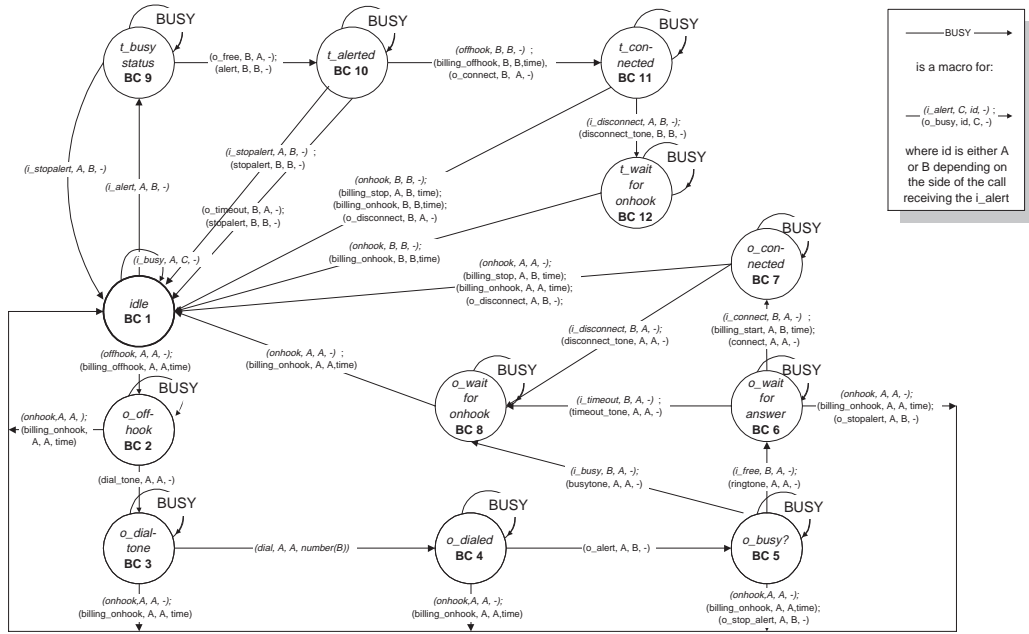 BUSY
t_busy
status
BC 9
(o_free, B, A, -);
(alert, B, B, -)
BUSY
t_alerted
BC 10
(offhook, B, B, -) ;
(billing_offhook, B, B,time),
(o_connect, B, A, -)
BUSY
t_con-
nected
BC 11
BUSY
is a macro for:
(i_alert, C, id, -) ;
(o_busy, id, C, -)
where id is either A
or B depending on
the side of the call
receiving the i_alert
(i_stopalert, A, B, -)
(i_alert, A, B, -)
(i_stopalert, A, B, -) ;
(stopalert, B, B, -)
(o_timeout, B, A, -);
(stopalert, B, B, -)
(i_disconnect, A, B, -);
(disconnect_tone, B, B, -)
BUSY
t_wait
for
onhook
BC 12
(onhook, B, B, -);
(billing_stop, A, B, time);
(billing_onhook, B, B,time);
(o_disconnect, B, A, -)
(onhook, B, B, -);
(billing_onhook, B, B,time)
(i_busy, A, C, -)
idle
BC 1
(onhook, A, A, -);
(billing_stop, A, B, time);
(billing_onhook, A, A, time);
(o_disconnect, A, B, -;
BUSY
o_con-
nected
BC 7
(i_disconnect, B, A, -);
(disconnect_tone, A, A, -)
(i_connect, B, A, -) ;
(billing_start, A, B, time);
(connect, A, A, -)
(offhook, A, A, -);
(billing_offhook, A, A,time)
(onhook, A, A, -) ;
(billing_onhook, A, A,time)
BUSY
o_off-
hook
BC 2
(onhook,A, A, );
(billing_onhook,
A, A, time)
BUSY
o_wait
for
onhook
BC 8
(i_timeout, B, A, -) ;
(timeout_tone, A, A, -)
BUSY
o_wait
for
answer
BC 6
(onhook, A, A, -);
(billing_onhook, A, A, time);
(o_stopalert, A, B, -)
(dial_tone, A, A, -)
(i_busy, B, A, -);
(busytone, A, A, -)
(i_free, B, A, -);
(ringtone, A, A, -)
BUSY
o_dial-
tone
BC 3
(dial, A, A, number(B))
BUSY
o_dialed
BC 4
(o_alert, A, B, -)
BUSY
o_busy?
BC 5
(onhook,A, A, -);
(billing_onhook, A, A, time)
(onhook,A, A, -);
(billing_onhook, A, A,time)
(onhook,A, A, -);
(billing_onhook, A, A,time);
(o_stop_alert, A, B, -)